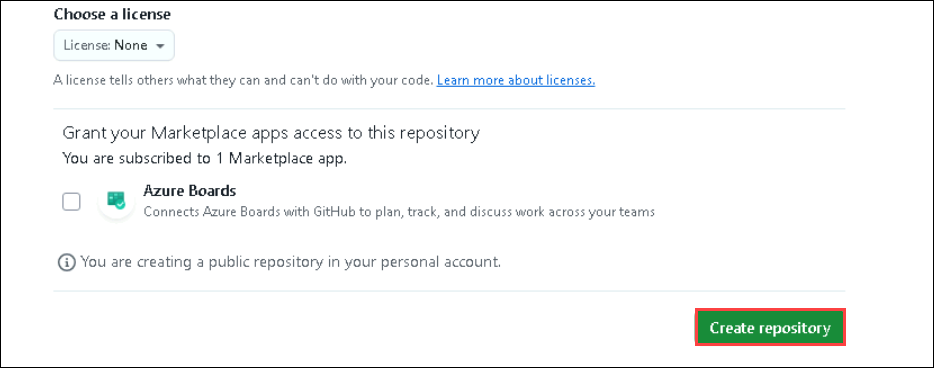 Choose a license
License: None
A license tells others what they can and can't do with your code. Learn more about licenses.
Grant your Marketplace apps access to this repository
You are subscribed to 1 Marketplace app.
Azure Boards
Connects Azure Boards with GitHub to plan, track, and discuss work across your teams
You are creating a public repository in your personal account.
Create repository